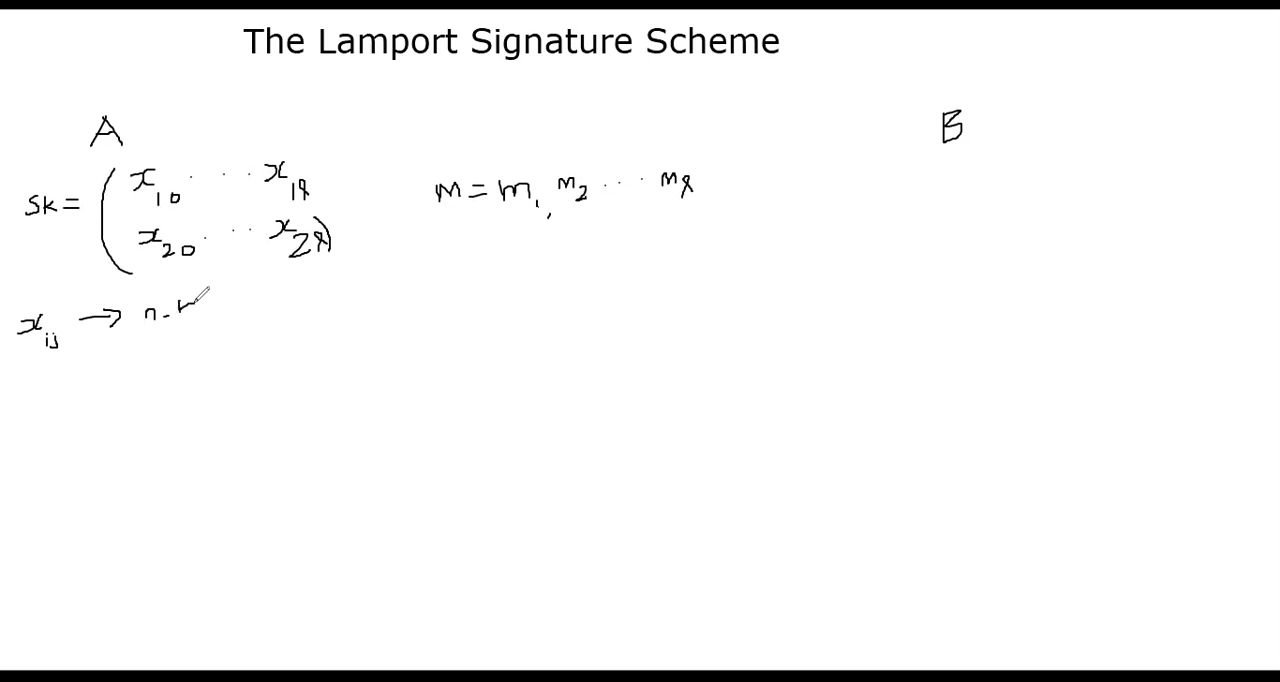 The Lamport Signature Scheme
A B
SK = ( x10 · · · x1l
x20 · · · x2l )
M = m1, m2 · · · ml
xij → n-